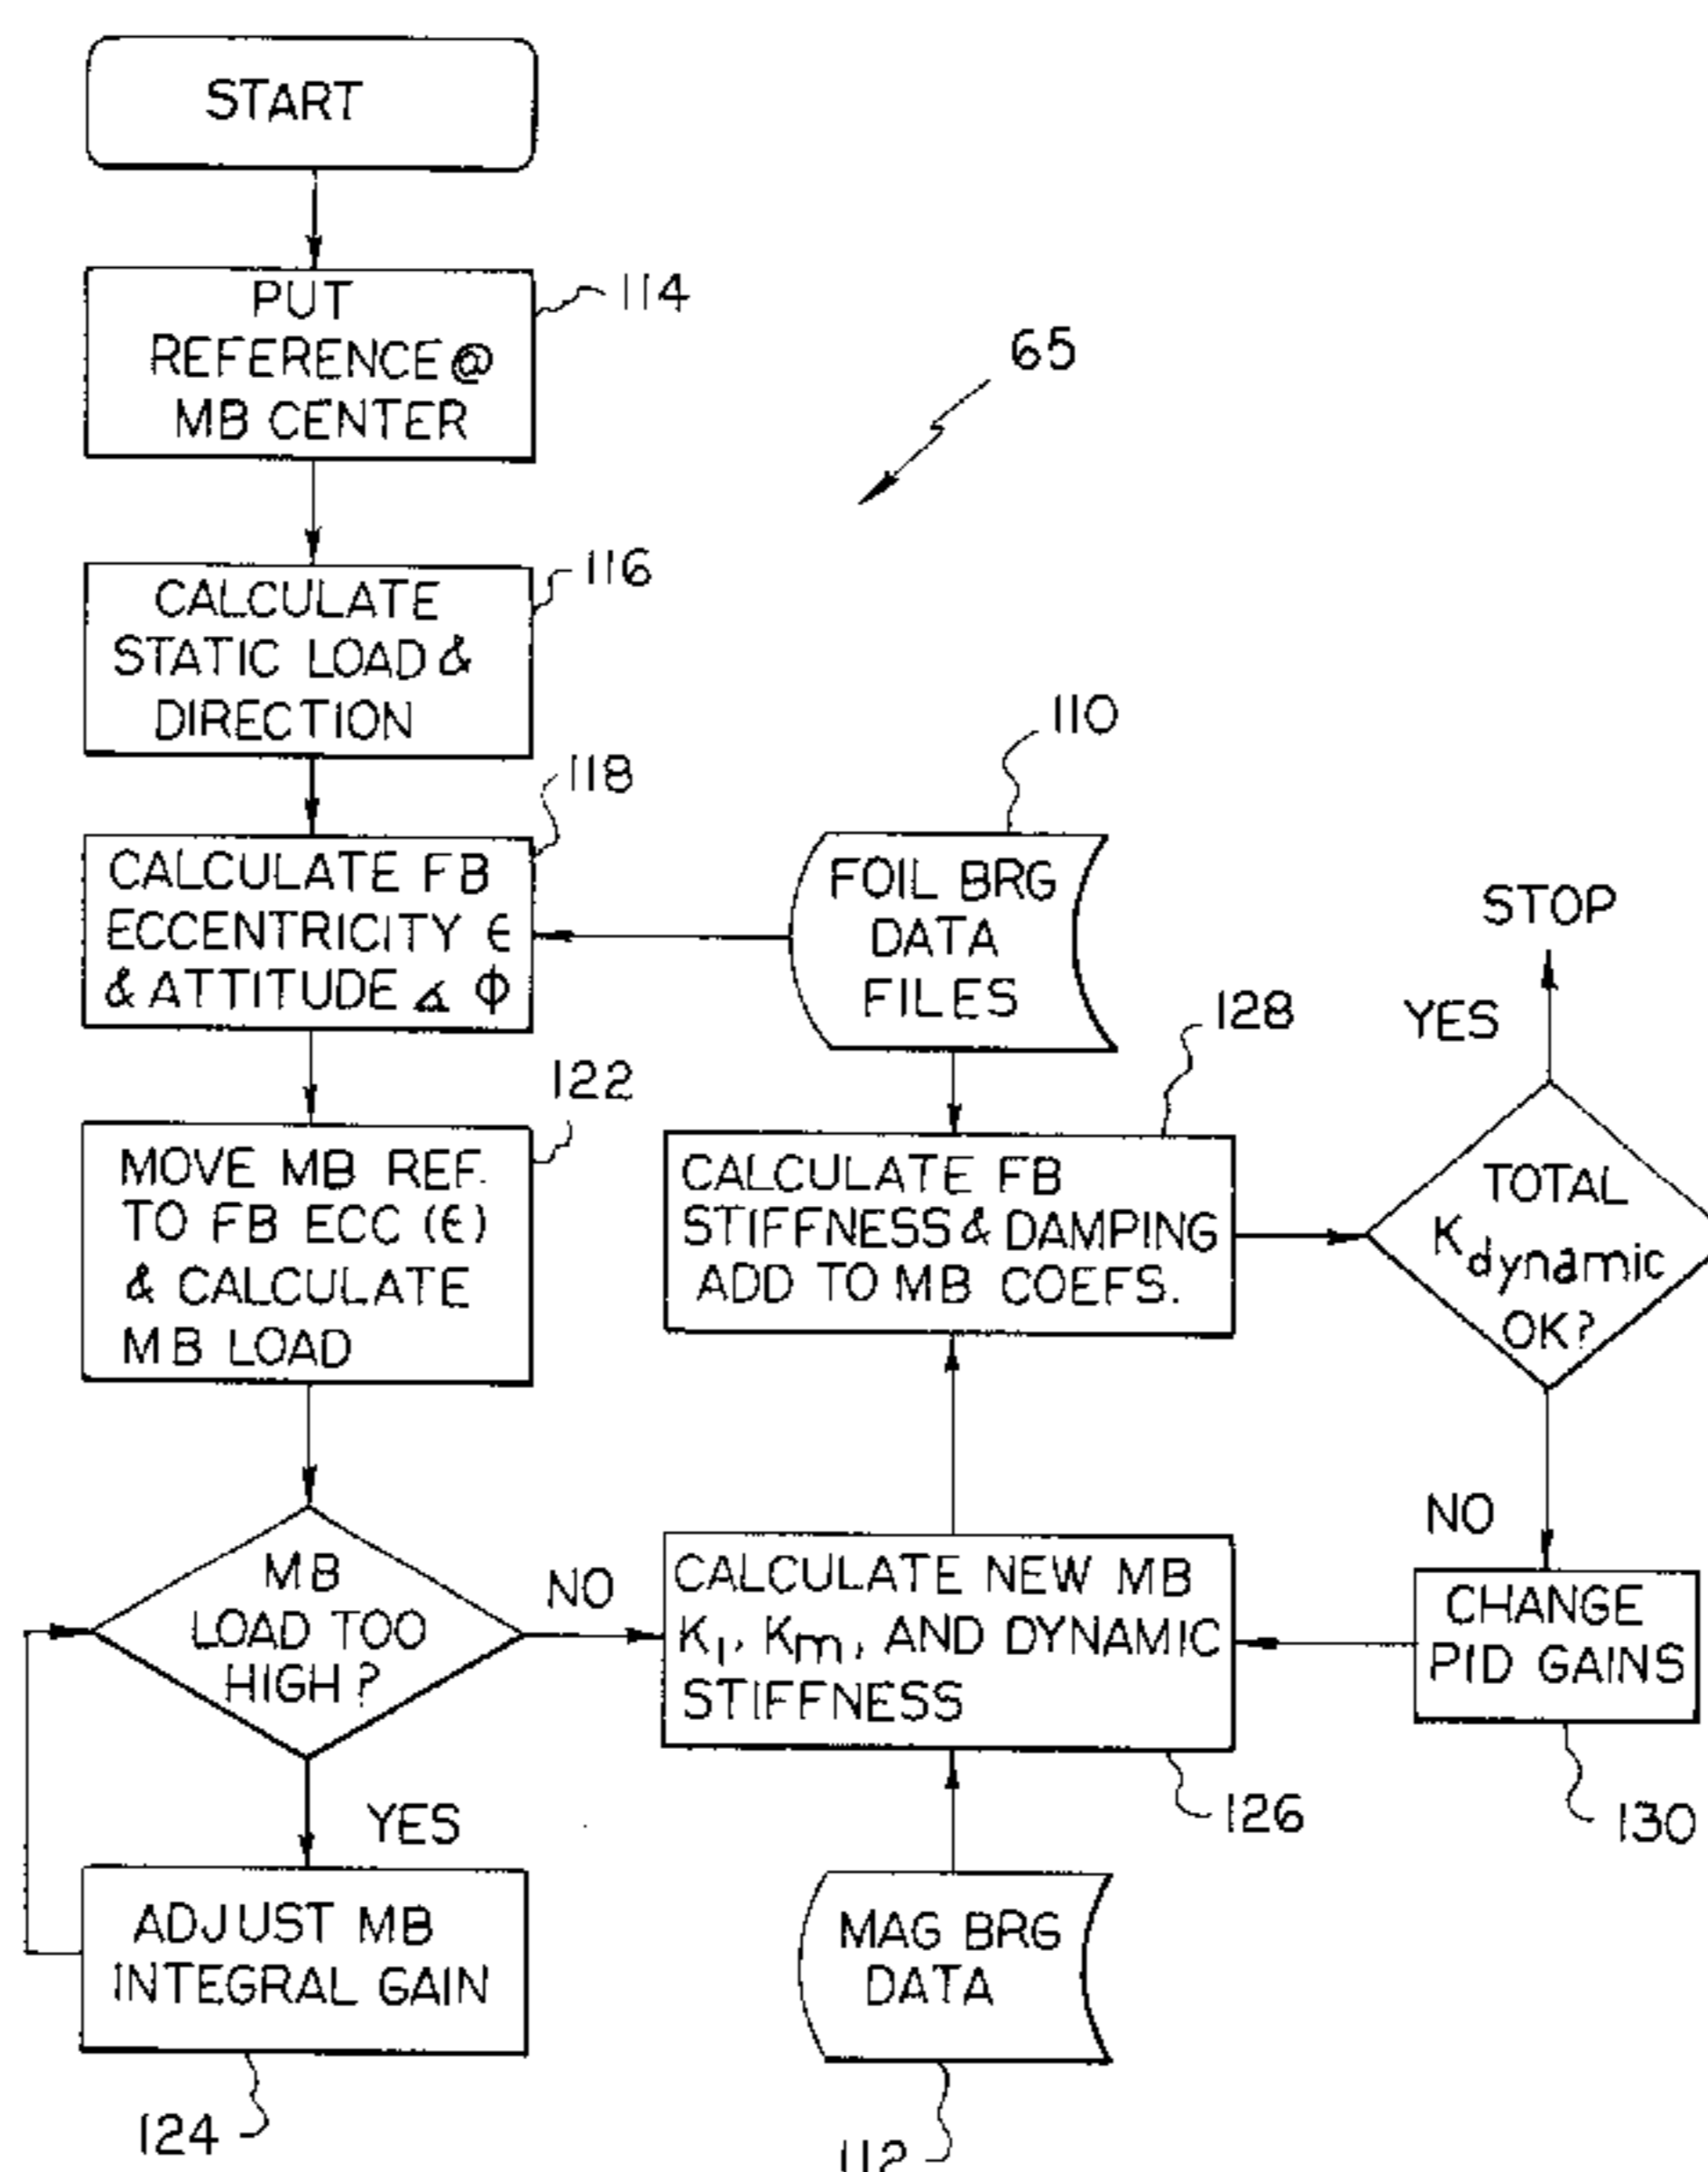 START
PUT
REFERENCE @
MB CENTER
114
65
CALCULATE
STATIC LOAD &
DIRECTION
116
CALCULATE FB
ECCENTRICITY ϵ
& ATTITUDE ∡ ϕ
118
FOIL BRG
DATA
FILES
110
MOVE MB REF.
TO FB ECC (ϵ)
& CALCULATE
MB LOAD
122
CALCULATE FB
STIFFNESS & DAMPING
ADD TO MB COEFS.
128
STOP
YES
TOTAL
Kdynamic
OK?
NO
MB
LOAD TOO
HIGH?
NO
YES
CALCULATE NEW MB
Ki, Km, AND DYNAMIC
STIFFNESS
126
CHANGE
PID GAINS
130
ADJUST MB
INTEGRAL GAIN
124
MAG BRG
DATA
112